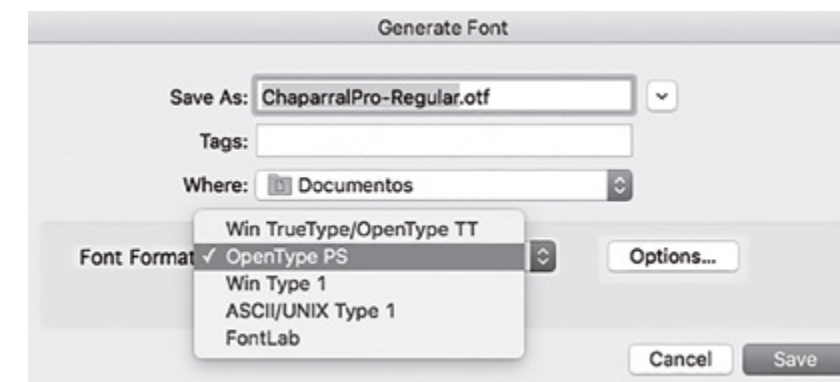 Generate Font
Save As: ChaparralPro-Regular.otf
Tags:
Where: Documentos
Win TrueType/OpenType TT
Font Format ✓ OpenType PS Options...
Win Type 1
ASCII/UNIX Type 1
FontLab
Cancel Save